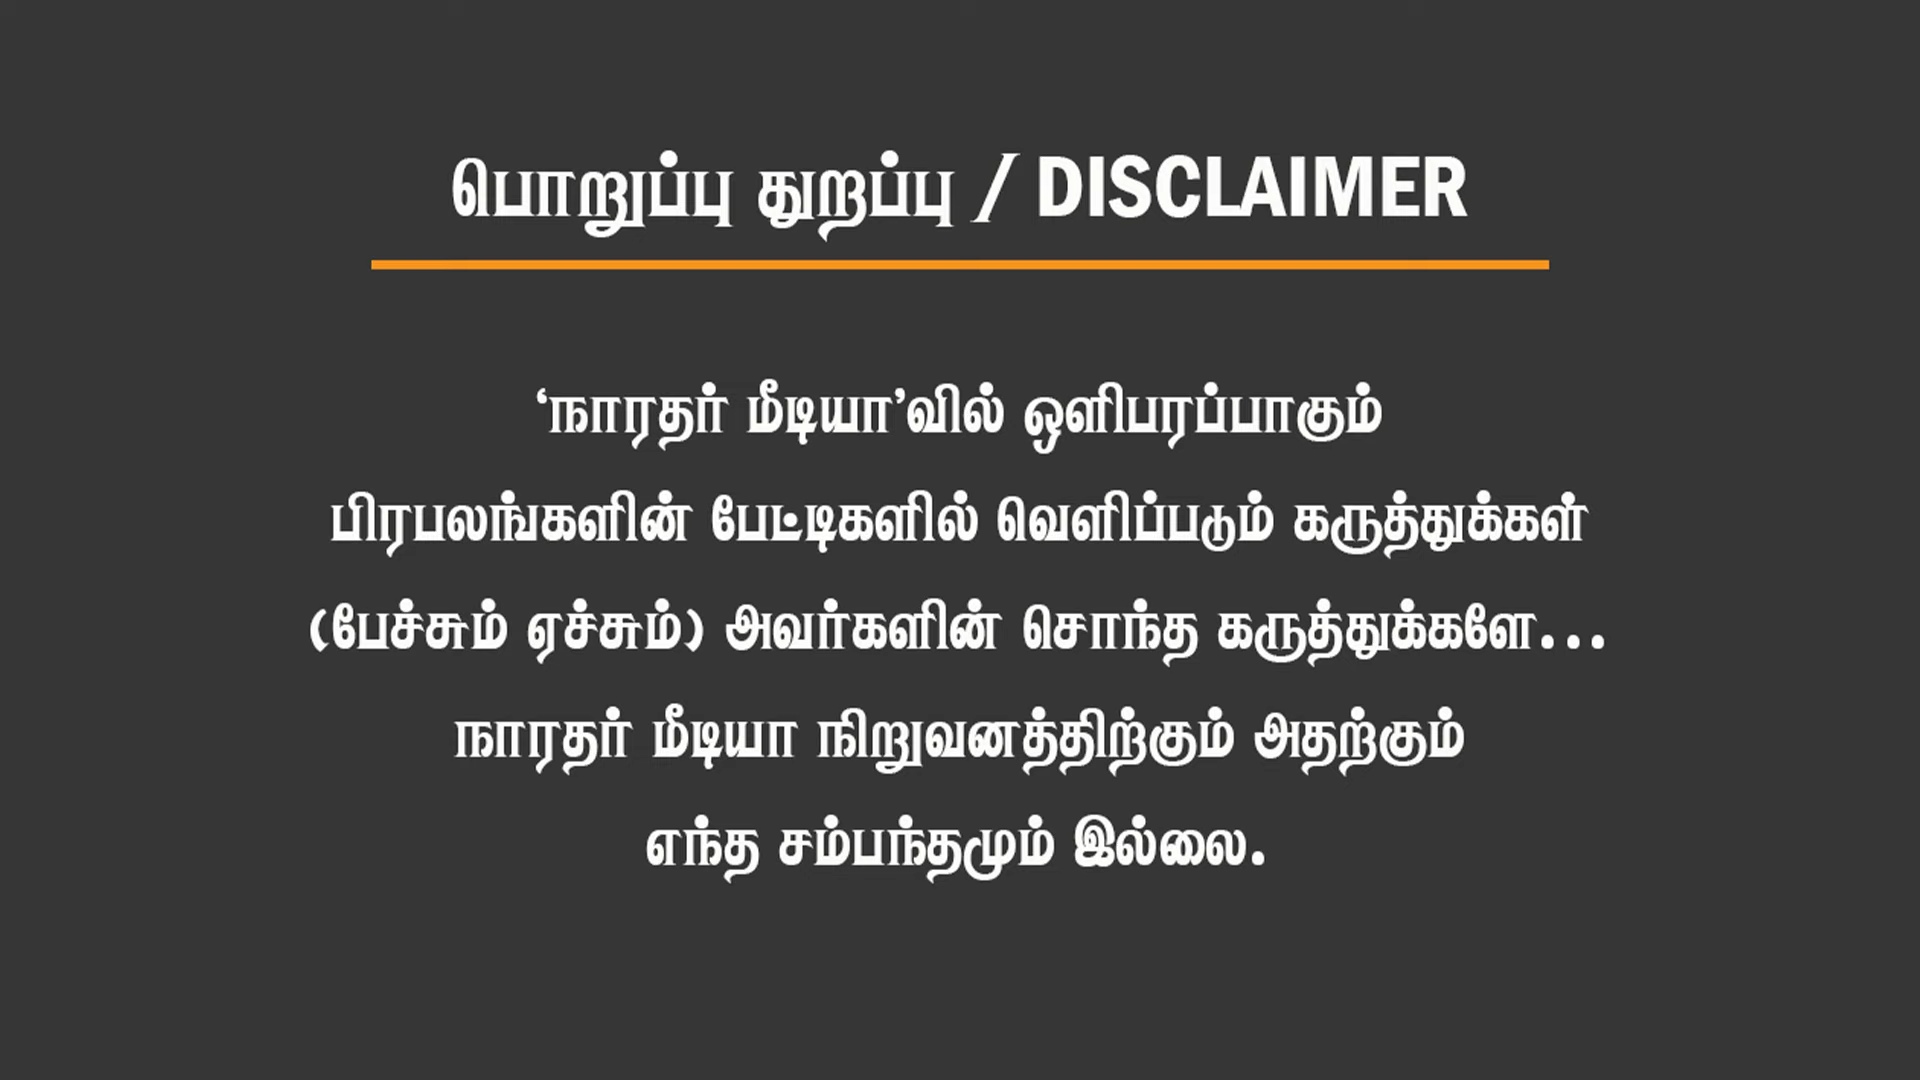 பொறுப்பு துறப்பு / DISCLAIMER
‘நாரதர் மீடியா’வில் ஒளிபரப்பாகும்
பிரபலங்களின் பேட்டிகளில் வெளிப்படும் கருத்துக்கள்
(பேச்சும் ஏச்சும்) அவர்களின் சொந்த கருத்துக்களே...
நாரதர் மீடியா நிறுவனத்திற்கும் அதற்கும்
எந்த சம்பந்தமும் இல்லை.